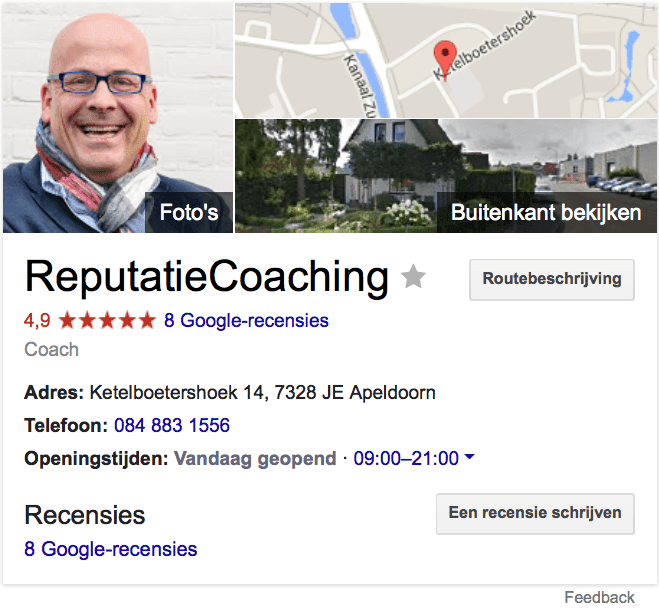 Ketelboetershoek
Kanaal Zu
Foto's
Buitenkant bekijken
ReputatieCoaching
Routebeschrijving
4,9 ★★★★★ 8 Google-recensies
Coach
Adres: Ketelboetershoek 14, 7328 JE Apeldoorn
Telefoon: 084 883 1556
Openingstijden: Vandaag geopend · 09:00–21:00
Recensies
Een recensie schrijven
8 Google-recensies
Feedback